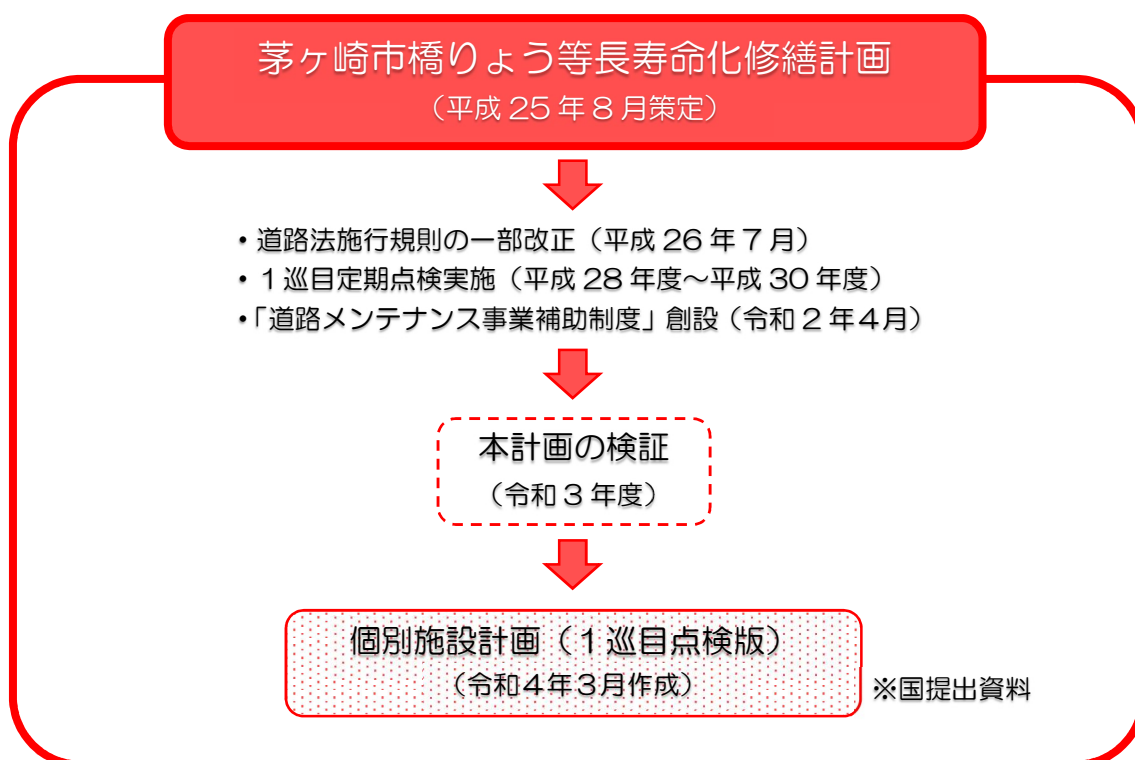 茅ヶ崎市橋りょう等長寿命化修繕計画
（平成25年8月策定）
・道路法施行規則の一部改正（平成26年7月）
・1巡目定期点検実施（平成28年度～平成30年度）
・「道路メンテナンス事業補助制度」創設（令和2年4月）
本計画の検証
（令和3年度）
個別施設計画（1巡目点検版）
（令和4年3月作成）
※国提出資料